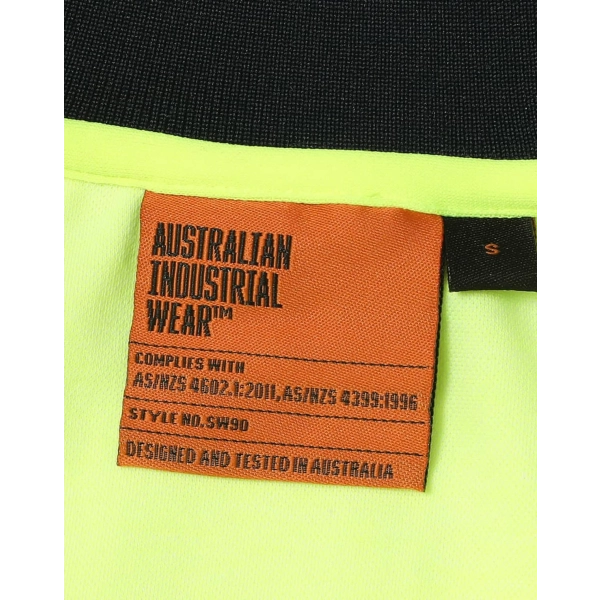 AUSTRALIAN
INDUSTRIAL
WEAR™
COMPLIES WITH
AS/NZS 4602.1:2011, AS/NZS 4399:1996
STYLE NO. SW90
DESIGNED AND TESTED IN AUSTRALIA
S